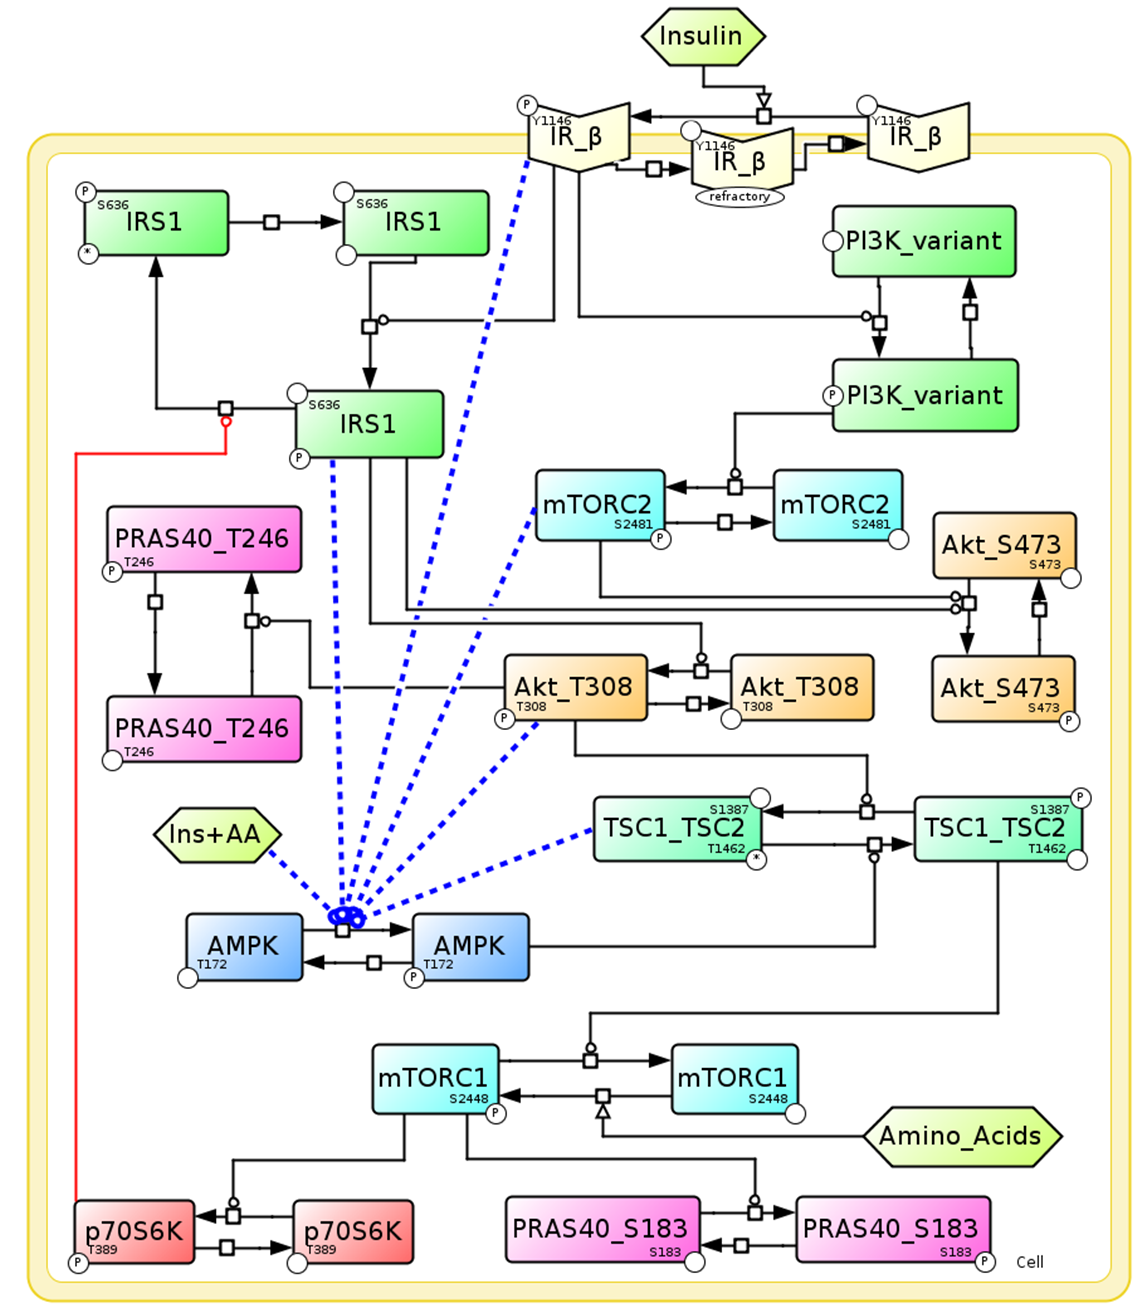 Insulin
P
Y1146
IR_β
Y1146
IR_β
refractory
Y1146
IR_β
P
S636
IRS1
*
S636
IRS1
PI3K_variant
P
PI3K_variant
S636
IRS1
P
mTORC2
S2481
P
mTORC2
S2481
PRAS40_T246
T246
P
Akt_S473
S473
Akt_T308
T308
P
Akt_T308
T308
Akt_S473
S473
P
PRAS40_T246
T246
Ins+AA
S1387
TSC1_TSC2
T1462
*
P
S1387
TSC1_TSC2
T1462
AMPK
T172
AMPK
T172
P
mTORC1
S2448
P
mTORC1
S2448
Amino_Acids
p70S6K
T389
P
p70S6K
T389
PRAS40_S183
S183
PRAS40_S183
S183
P
Cell